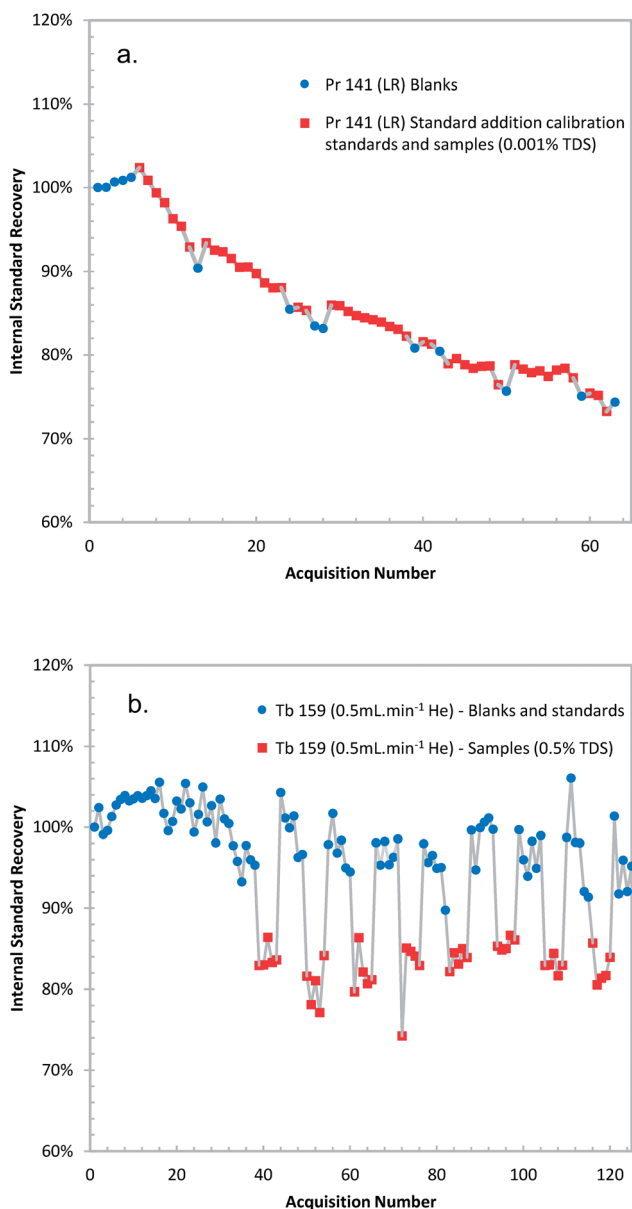 120%
a.
Pr 141 (LR) Blanks
110%
Pr 141 (LR) Standard addition calibration
standards and samples (0.001% TDS)
100%
90%
80%
70%
60%
Internal Standard Recovery
0
20
40
60
Acquisition Number
120%
b.
Tb 159 (0.5mL.min⁻¹ He) - Blanks and standards
Tb 159 (0.5mL.min⁻¹ He) - Samples (0.5% TDS)
110%
100%
90%
80%
70%
60%
Internal Standard Recovery
0
20
40
60
80
100
120
Acquisition Number